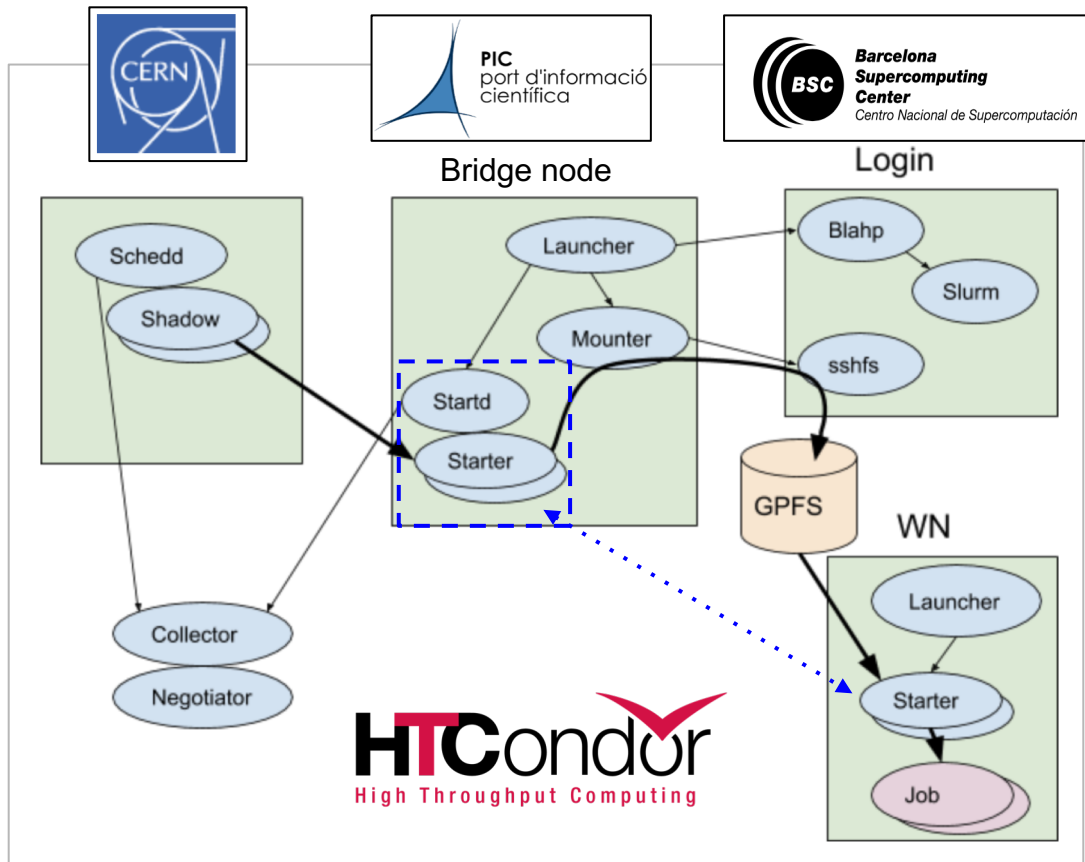 CERN
PIC
port d'informació
científica
BSC
Barcelona
Supercomputing
Center
Centro Nacional de Supercomputación
Bridge node
Login
Schedd
Shadow
Launcher
Mounter
Startd
Starter
Blahp
Slurm
sshfs
GPFS
WN
Launcher
Starter
Job
Collector
Negotiator
HTCondor
High Throughput Computing